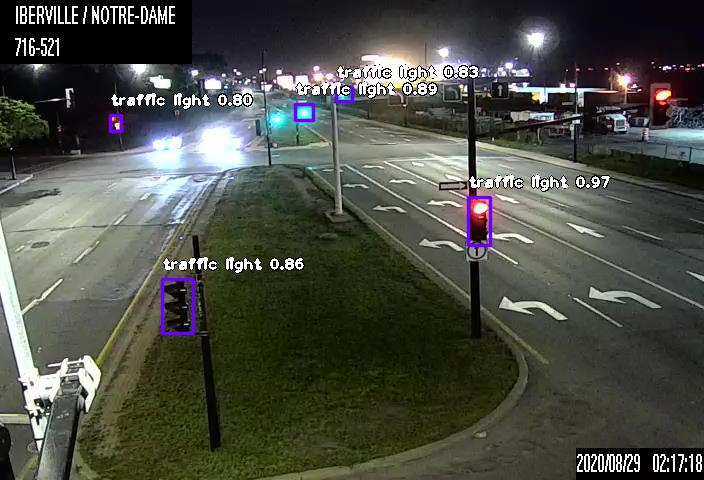 IBERVILLE / NOTRE-DAME
716-521
traffic light 0.83
traffic light 0.89
traffic light 0.80
traffic light 0.97
traffic light 0.86
2020/08/29 02:17:18